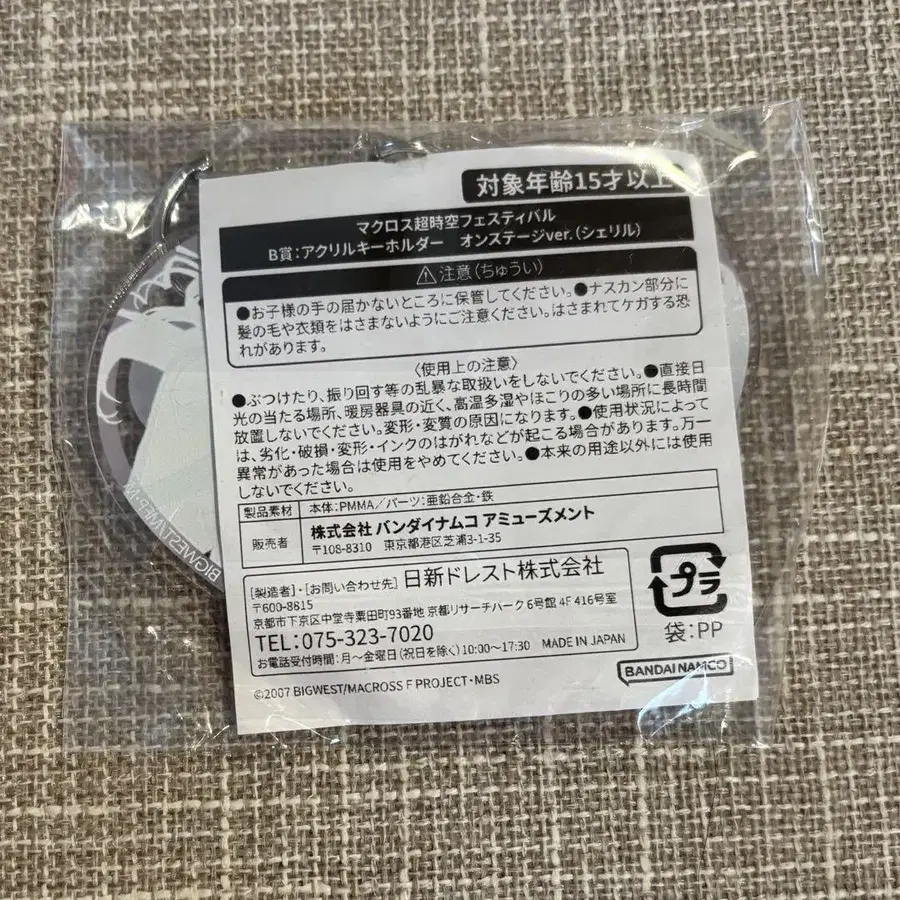 対象年齢15才以上
マクロス超時空フェスティバル
B賞:アクリルキーホルダー オンステージver.(シェリル)
⚠注意(ちゅうい)
●お子様の手の届かないところに保管してください。●ナスカン部分に
髪の毛や衣類をはさまないようにご注意ください。はさまれてケガする恐
れがあります。
〈使用上の注意〉
●ぶつけたり、振り回す等の乱暴な取扱いをしないでください。●直接日
光の当たる場所、暖房器具の近く、高温多湿やほこりの多い場所に長時間
放置しないでください。変形・変質の原因になります。●使用状況によって
は、劣化・破損・変形・インクのはがれなどが起こる場合があります。万一
異常があった場合は使用をやめてください。●本来の用途以外には使用
しないでください。
製品素材 本体:PMMA/パーツ:亜鉛合金・鉄
販売者 株式会社 バンダイナムコ アミューズメント
〒108-8310 東京都港区芝浦3-1-35
[製造者]・[お問い合わせ先] 日新ドレスト株式会社
〒600-8815
京都市下京区中堂寺粟田町93番地 京都リサーチパーク 6号館 4F 416号室
TEL:075-323-7020
お電話受付時間:月~金曜日(祝日を除く)10:00~17:30 MADE IN JAPAN
プラ
袋:PP
BANDAI NAMCO
©2007 BIGWEST/MACROSS F PROJECT・MBS